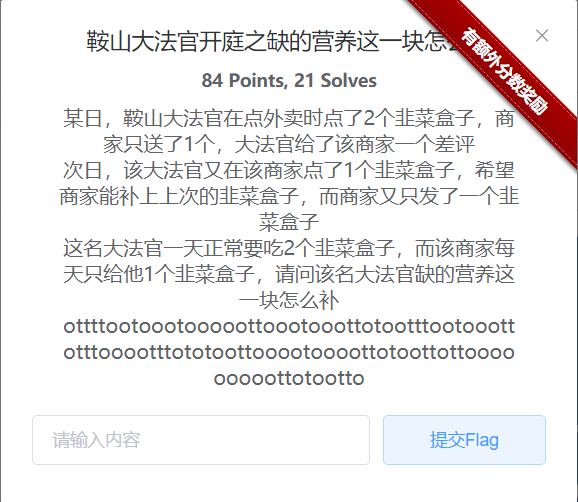 鞍山大法官开庭之缺的营养这一块怎么
有额外分数奖励
84 Points, 21 Solves
某日，鞍山大法官在点外卖时点了2个韭菜盒子，商
家只送了1个，大法官给了该商家一个差评
次日，该大法官又在该商家点了1个韭菜盒子，希望
商家能补上上次的韭菜盒子，而商家又只发了一个韭
菜盒子
这名大法官一天正常要吃2个韭菜盒子，而该商家每
天只给他1个韭菜盒子，请问该名大法官缺的营养这
一块怎么补
ottttootoootooooottoootooottotootttootooott
otttooootttototoottooootoooottotoottottoooo
ooooottotootto
请输入内容
提交Flag